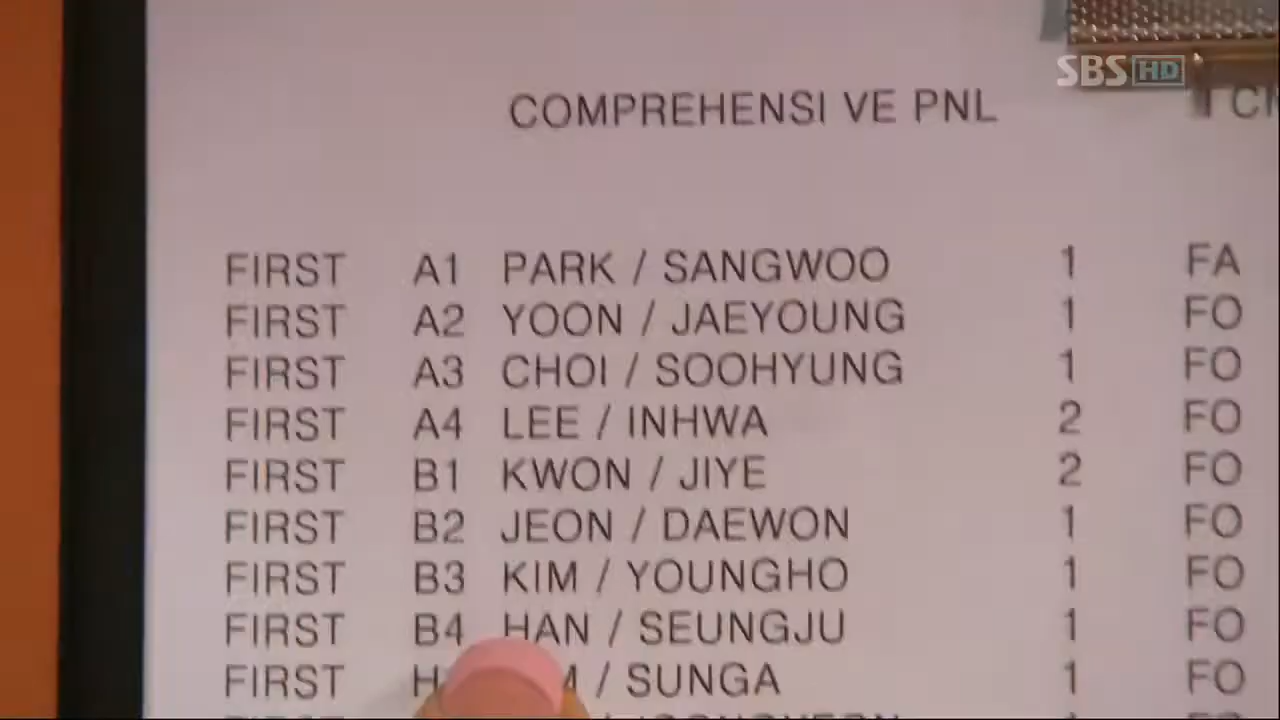 SBS HD
COMPREHENSI VE PNL
FIRST A1 PARK / SANGWOO 1 FA
FIRST A2 YOON / JAEYOUNG 1 FO
FIRST A3 CHOI / SOOHYUNG 1 FO
FIRST A4 LEE / INHWA 2 FO
FIRST B1 KWON / JIYE 2 FO
FIRST B2 JEON / DAEWON 1 FO
FIRST B3 KIM / YOUNGHO 1 FO
FIRST B4 HAN / SEUNGJU 1 FO
FIRST / SUNGA 1 FO